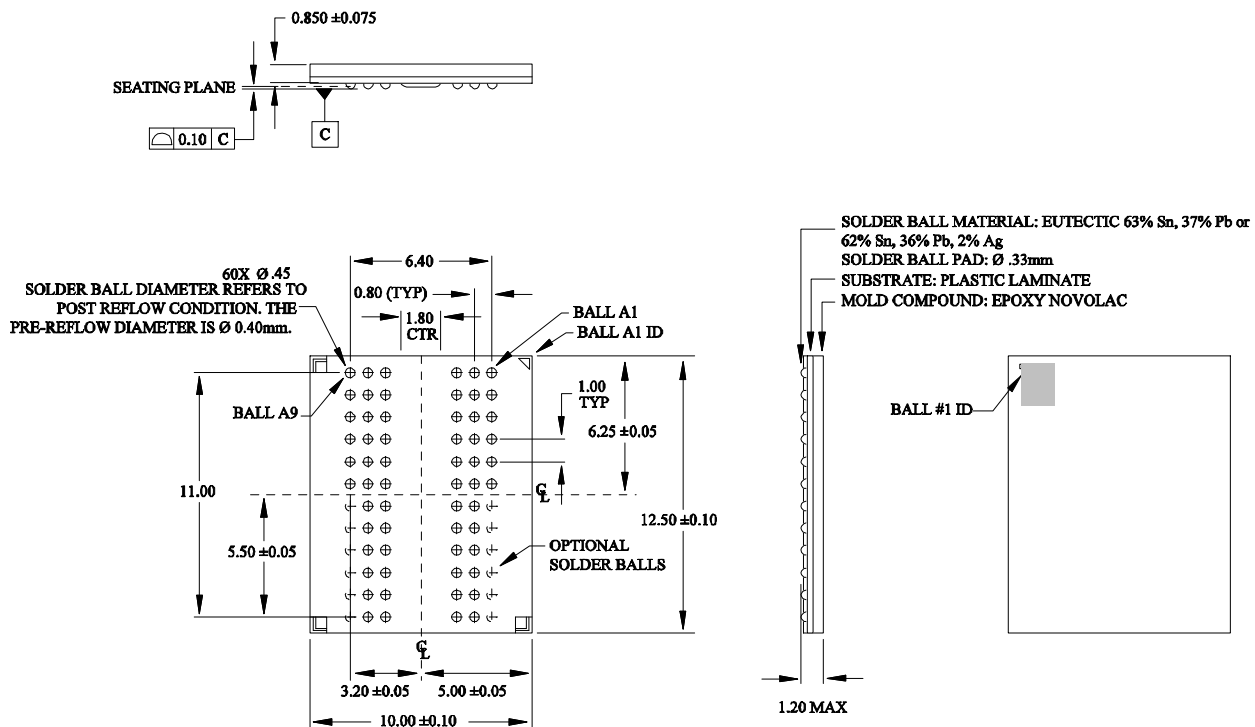 0.850 ±0.075
SEATING PLANE
0.10 C
C
SOLDER BALL MATERIAL: EUTECTIC 63% Sn, 37% Pb or
62% Sn, 36% Pb, 2% Ag
SOLDER BALL PAD: Ø .33mm
SUBSTRATE: PLASTIC LAMINATE
MOLD COMPOUND: EPOXY NOVOLAC
60X Ø .45
SOLDER BALL DIAMETER REFERS TO
POST REFLOW CONDITION. THE
PRE-REFLOW DIAMETER IS Ø 0.40mm.
6.40
0.80 (TYP)
1.80
CTR
BALL A1
BALL A1 ID
BALL A9
1.00
TYP
6.25 ±0.05
BALL #1 ID
11.00
CL
12.50 ±0.10
5.50 ±0.05
OPTIONAL
SOLDER BALLS
CL
3.20 ±0.05
5.00 ±0.05
10.00 ±0.10
1.20 MAX